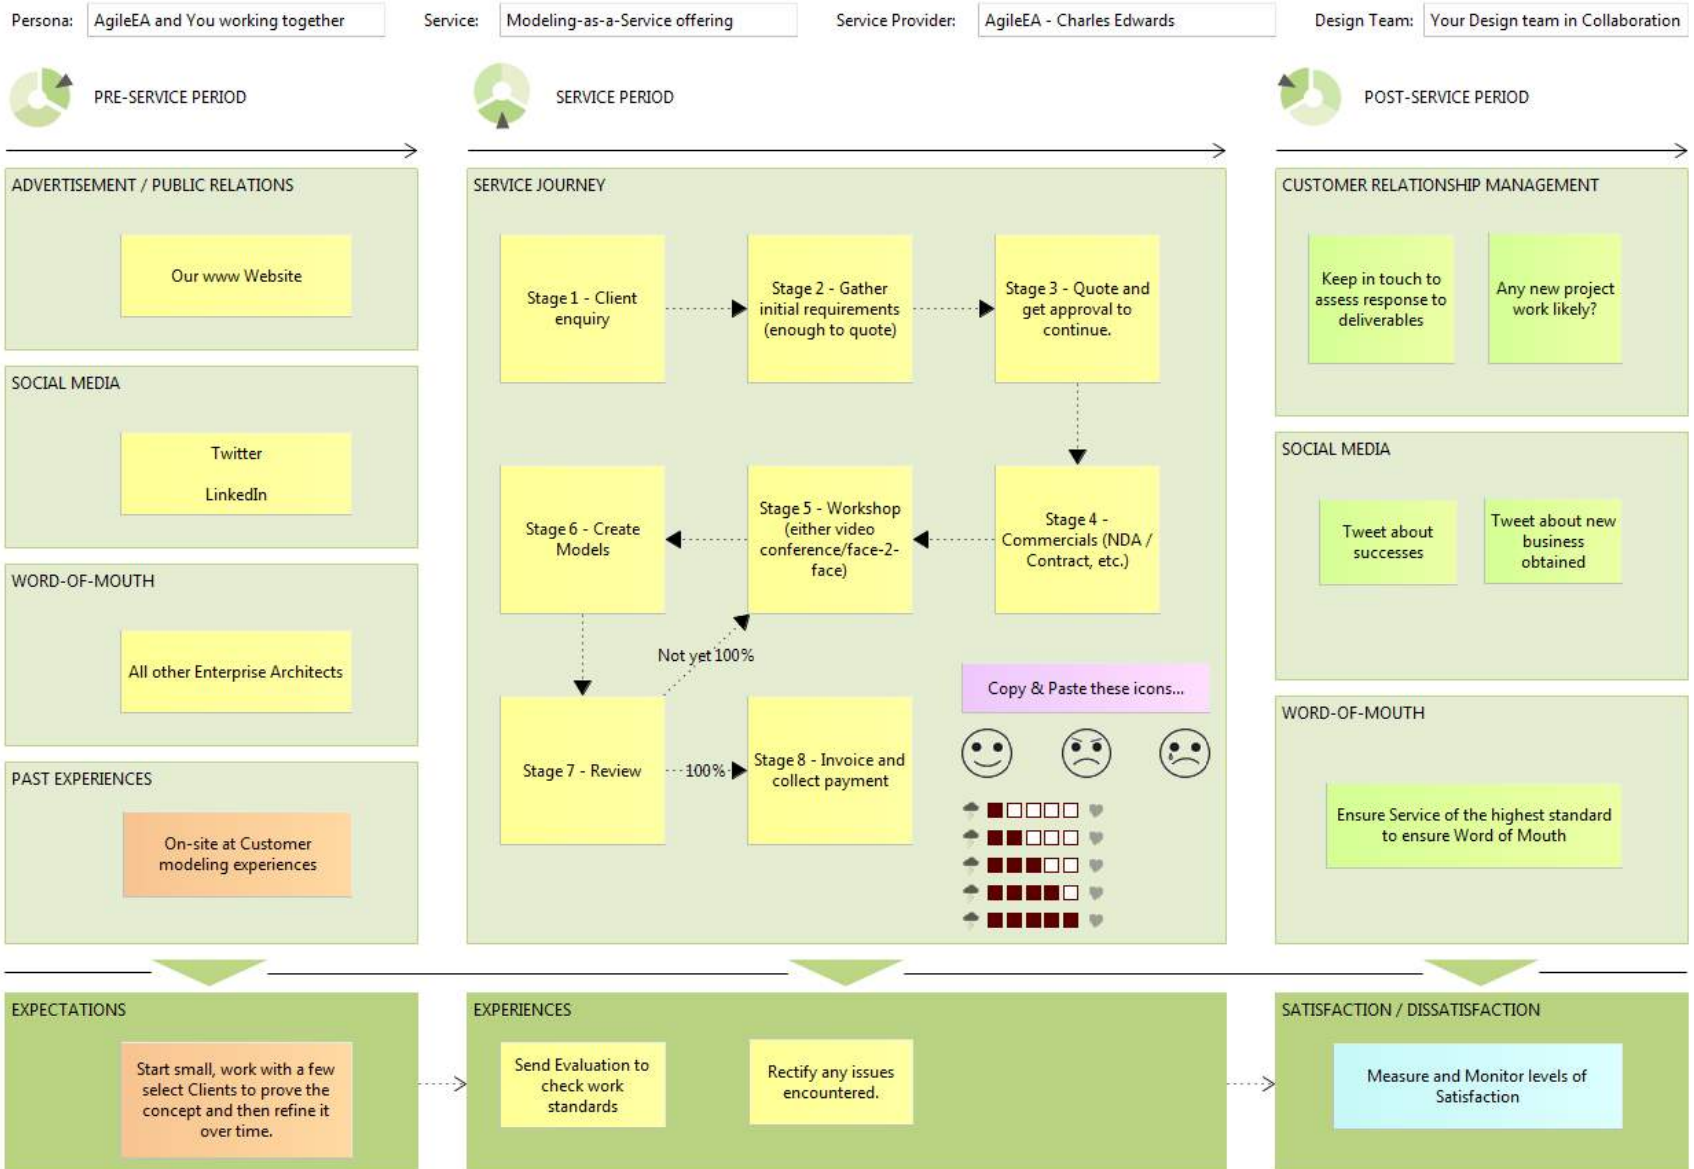 Persona: AgileEA and You working together
Service: Modeling-as-a-Service offering
Service Provider: AgileEA - Charles Edwards
Design Team: Your Design team in Collaboration
PRE-SERVICE PERIOD
SERVICE PERIOD
POST-SERVICE PERIOD
ADVERTISEMENT / PUBLIC RELATIONS
Our www Website
SOCIAL MEDIA
Twitter
LinkedIn
WORD-OF-MOUTH
All other Enterprise Architects
PAST EXPERIENCES
On-site at Customer
modeling experiences
SERVICE JOURNEY
Stage 1 - Client
enquiry
Stage 2 - Gather
initial requirements
(enough to quote)
Stage 3 - Quote and
get approval to
continue.
Stage 4 -
Commercials (NDA /
Contract, etc.)
Stage 5 - Workshop
(either video
conference/face-2-
face)
Stage 6 - Create
Models
Not yet 100%
Stage 7 - Review
100%
Stage 8 - Invoice and
collect payment
Copy & Paste these icons...
CUSTOMER RELATIONSHIP MANAGEMENT
Keep in touch to
assess response to
deliverables
Any new project
work likely?
SOCIAL MEDIA
Tweet about
successes
Tweet about new
business
obtained
WORD-OF-MOUTH
Ensure Service of the highest standard
to ensure Word of Mouth
EXPECTATIONS
Start small, work with a few
select Clients to prove the
concept and then refine it
over time.
EXPERIENCES
Send Evaluation to
check work
standards
Rectify any issues
encountered.
SATISFACTION / DISSATISFACTION
Measure and Monitor levels of
Satisfaction